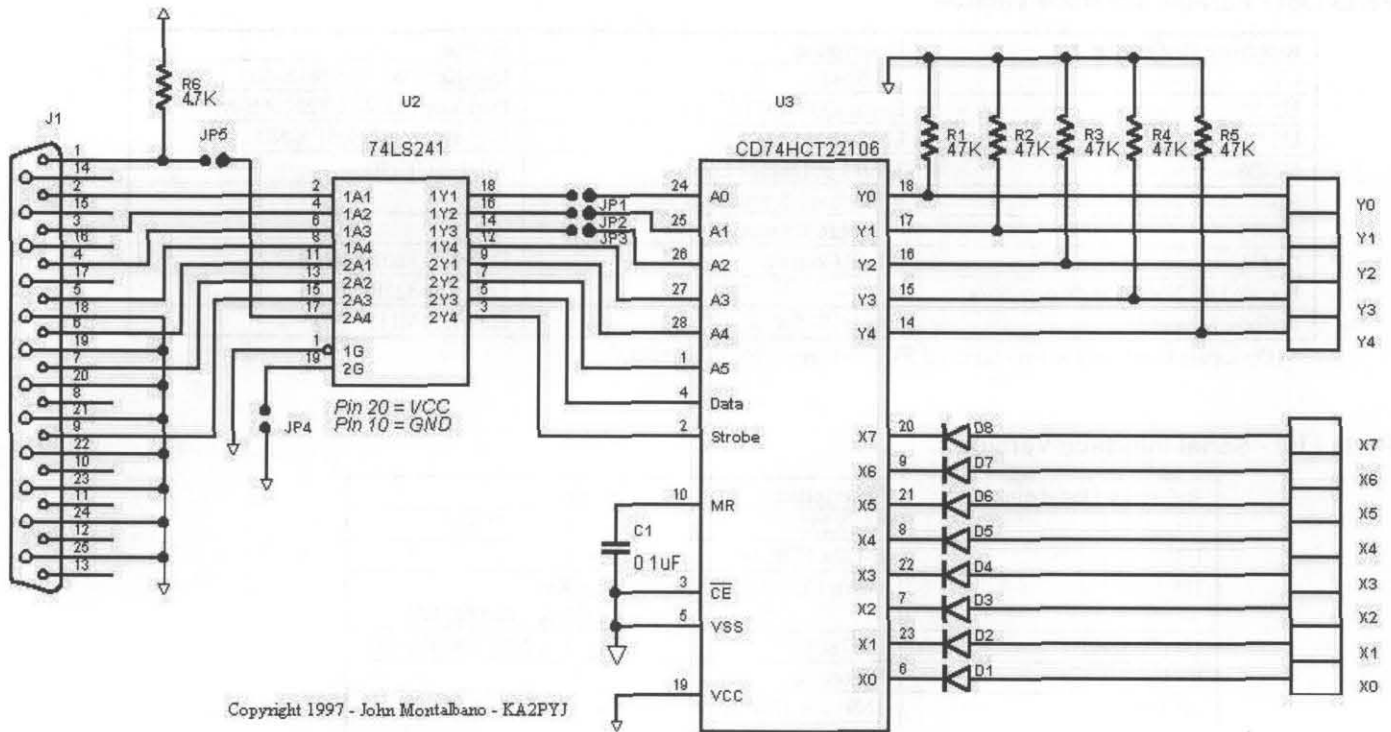 J1
1
14
2
15
3
16
4
17
5
18
6
19
7
20
8
21
9
22
10
23
11
24
12
25
13
R6
4.7K
JP5
U2
74LS241
2 1A1 1Y1 18
4 1A2 1Y2 16
6 1A3 1Y3 14
8 1A4 1Y4 12
11 2A1 2Y1 9
13 2A2 2Y2 7
15 2A3 2Y3 5
17 2A4 2Y4 3
1 1G
19 2G
Pin 20 = VCC
Pin 10 = GND
JP4
JP1
JP2
JP3
U3
CD74HCT22106
24 A0 Y0 18
25 A1 Y1 17
26 A2 Y2 16
27 A3 Y3 15
28 A4 Y4 14
1 A5
4 Data
2 Strobe
X7 20 D8
X6 9 D7
10 MR X5 21 D6
X4 8 D5
X3 22 D4
3 CE X2 7 D3
5 VSS X1 23 D2
X0 6 D1
19 VCC
C1
0.1uF
R1
47K
R2
47K
R3
47K
R4
47K
R5
47K
Y0
Y1
Y2
Y3
Y4
X7
X6
X5
X4
X3
X2
X1
X0
Copyright 1997 - John Montalbano - KA2PYJ